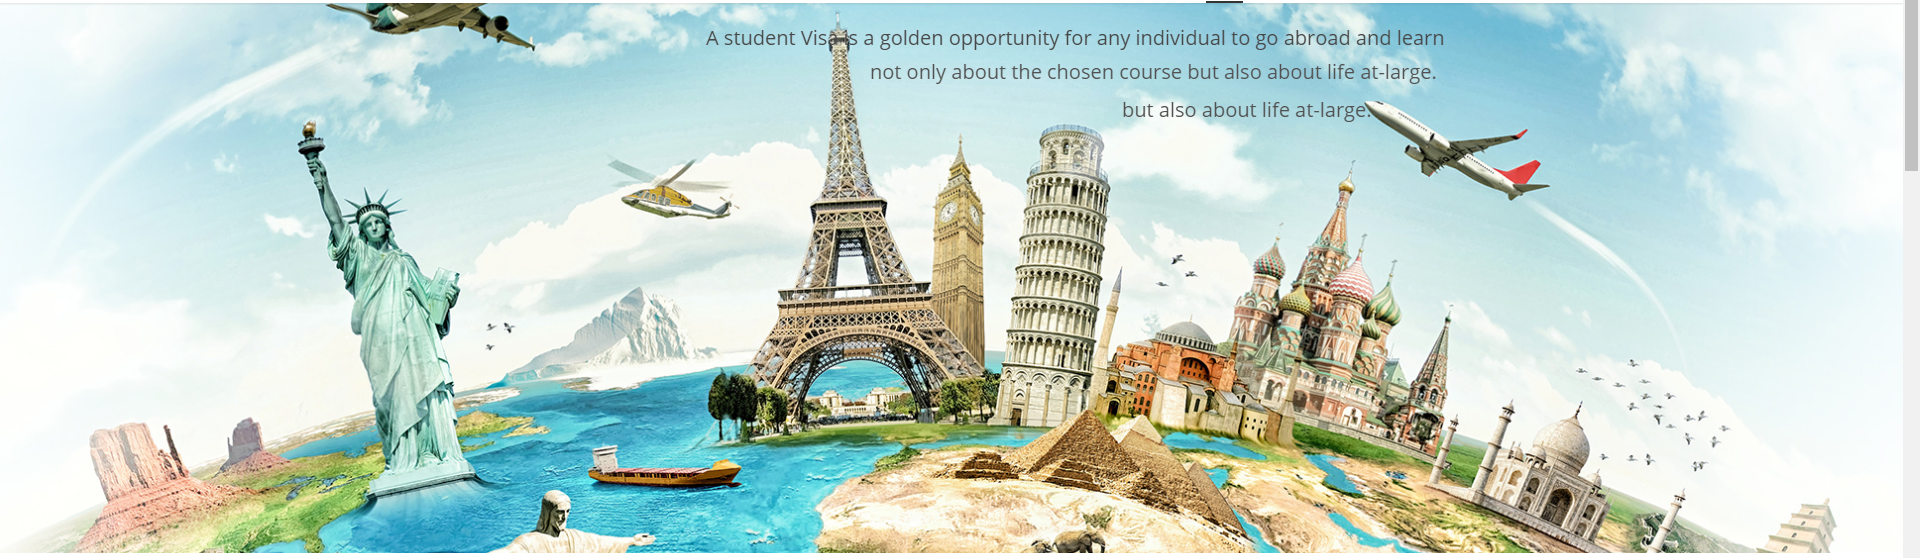 A student Visa is a golden opportunity for any individual to go abroad and learn
not only about the chosen course but also about life at-large.
but also about life at-large.